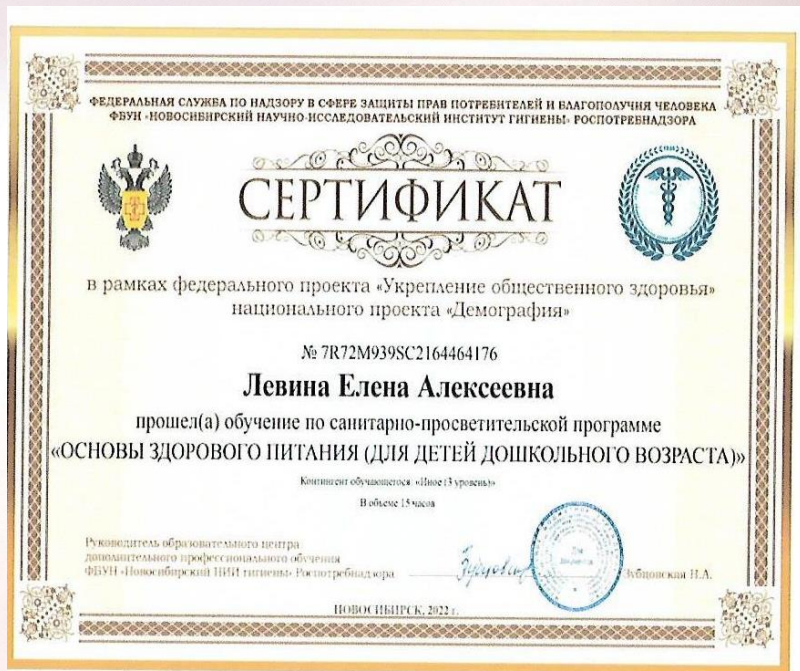 ФЕДЕРАЛЬНАЯ СЛУЖБА ПО НАДЗОРУ В СФЕРЕ ЗАЩИТЫ ПРАВ ПОТРЕБИТЕЛЕЙ И БЛАГОПОЛУЧИЯ ЧЕЛОВЕКА
ФБУН «НОВОСИБИРСКИЙ НАУЧНО-ИССЛЕДОВАТЕЛЬСКИЙ ИНСТИТУТ ГИГИЕНЫ» РОСПОТРЕБНАДЗОРА
СЕРТИФИКАТ
в рамках федерального проекта «Укрепление общественного здоровья»
национального проекта «Демография»
№ 7R72M939SC2164464176
Левина Елена Алексеевна
прошел(а) обучение по санитарно-просветительской программе
«ОСНОВЫ ЗДОРОВОГО ПИТАНИЯ (ДЛЯ ДЕТЕЙ ДОШКОЛЬНОГО ВОЗРАСТА)»
Контингент обучающегося «Иное (3 уровень)»
В объеме 15 часов
Руководитель образовательного центра
дополнительного профессионального обучения
ФБУН «Новосибирский НИИ гигиены» Роспотребнадзора
Зубцовская Н.А.
Для документов
НОВОСИБИРСК, 2022 г.